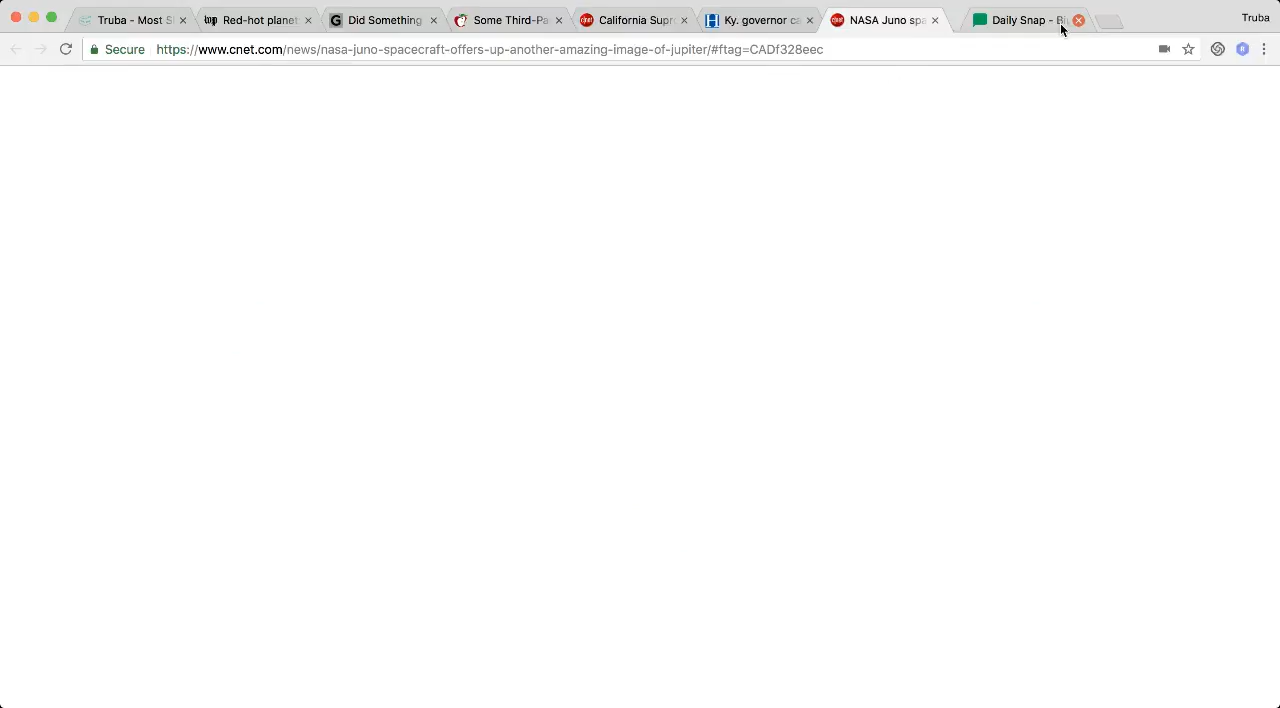 Truba - Most S
Red-hot planet
Did Something
Some Third-Pa
California Supr
Ky. governor ca
NASA Juno spa
Daily Snap - Bu
Truba
Secure https://www.cnet.com/news/nasa-juno-spacecraft-offers-up-another-amazing-image-of-jupiter/#ftag=CADf328eec